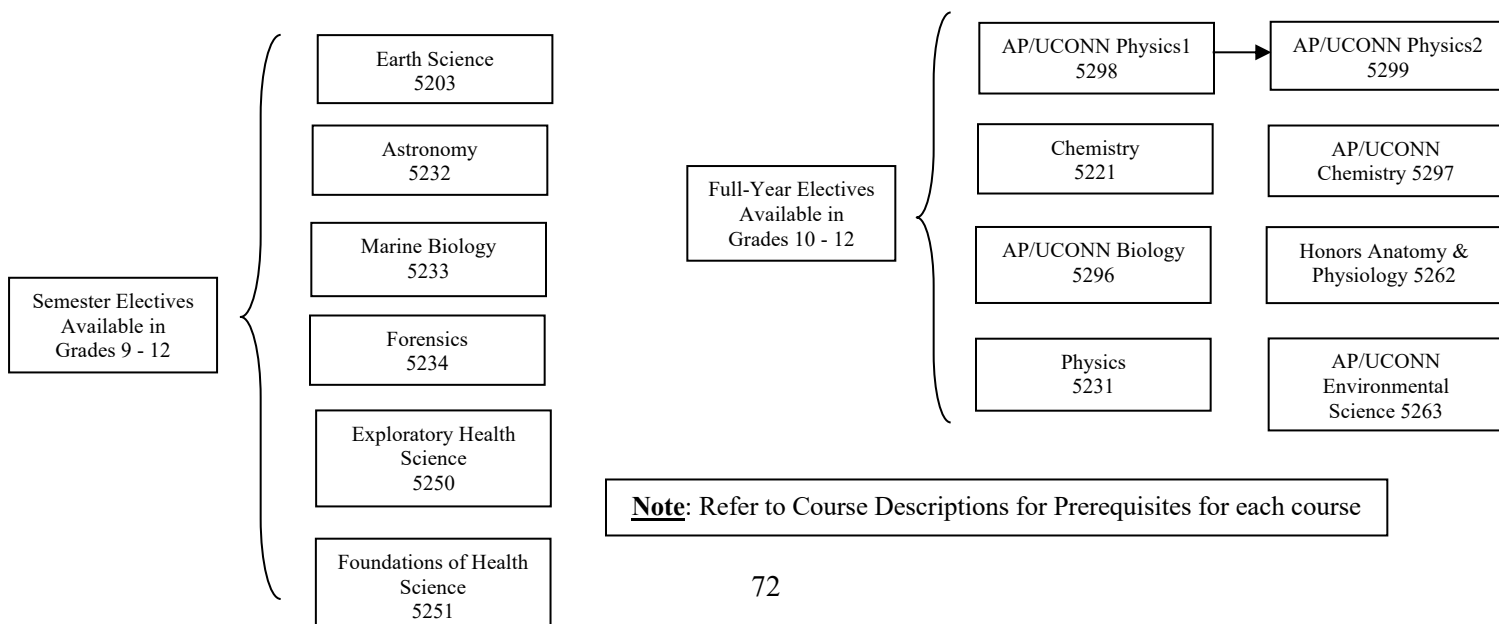 Semester Electives
Available in
Grades 9 - 12
Earth Science
5203
Astronomy
5232
Marine Biology
5233
Forensics
5234
Exploratory Health
Science
5250
Foundations of Health
Science
5251
Full-Year Electives
Available in
Grades 10 - 12
AP/UCONN Physics1
5298
AP/UCONN Physics2
5299
Chemistry
5221
AP/UCONN
Chemistry 5297
AP/UCONN Biology
5296
Honors Anatomy &
Physiology 5262
Physics
5231
AP/UCONN
Environmental
Science 5263
Note: Refer to Course Descriptions for Prerequisites for each course
72